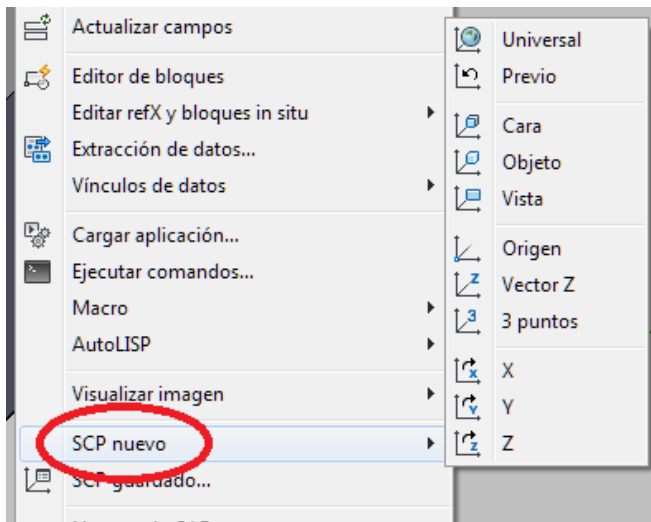 Actualizar campos
Editor de bloques
Editar refX y bloques in situ
Extracción de datos...
Vínculos de datos
Cargar aplicación...
Ejecutar comandos...
Macro
AutoLISP
Visualizar imagen
SCP nuevo
SCP guardado...
Universal
Previo
Cara
Objeto
Vista
Origen
Vector Z
3 puntos
X
Y
Z